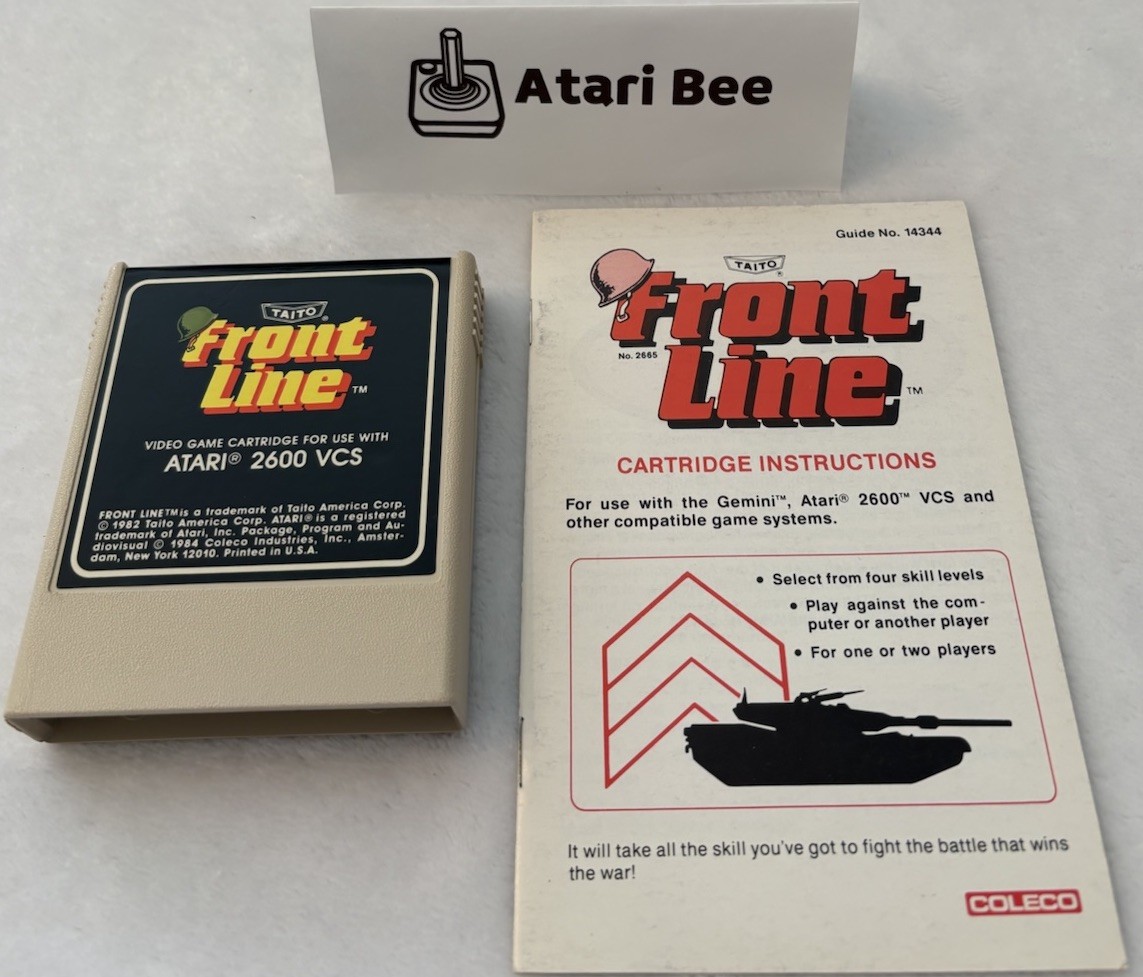 Atari Bee
TAITO®
Front
Line™
VIDEO GAME CARTRIDGE FOR USE WITH
ATARI® 2600 VCS
FRONT LINE™ is a trademark of Taito America Corp.
© 1982 Taito America Corp. ATARI® is a registered
trademark of Atari, Inc. Package, Program and Au-
diovisual © 1984 Coleco Industries, Inc., Amster-
dam, New York 12010. Printed in U.S.A.
Guide No. 14344
TAITO®
Front
No. 2665
Line™
CARTRIDGE INSTRUCTIONS
For use with the Gemini™, Atari® 2600™ VCS and
other compatible game systems.
• Select from four skill levels
• Play against the com-
puter or another player
• For one or two players
It will take all the skill you've got to fight the battle that wins
the war!
COLECO